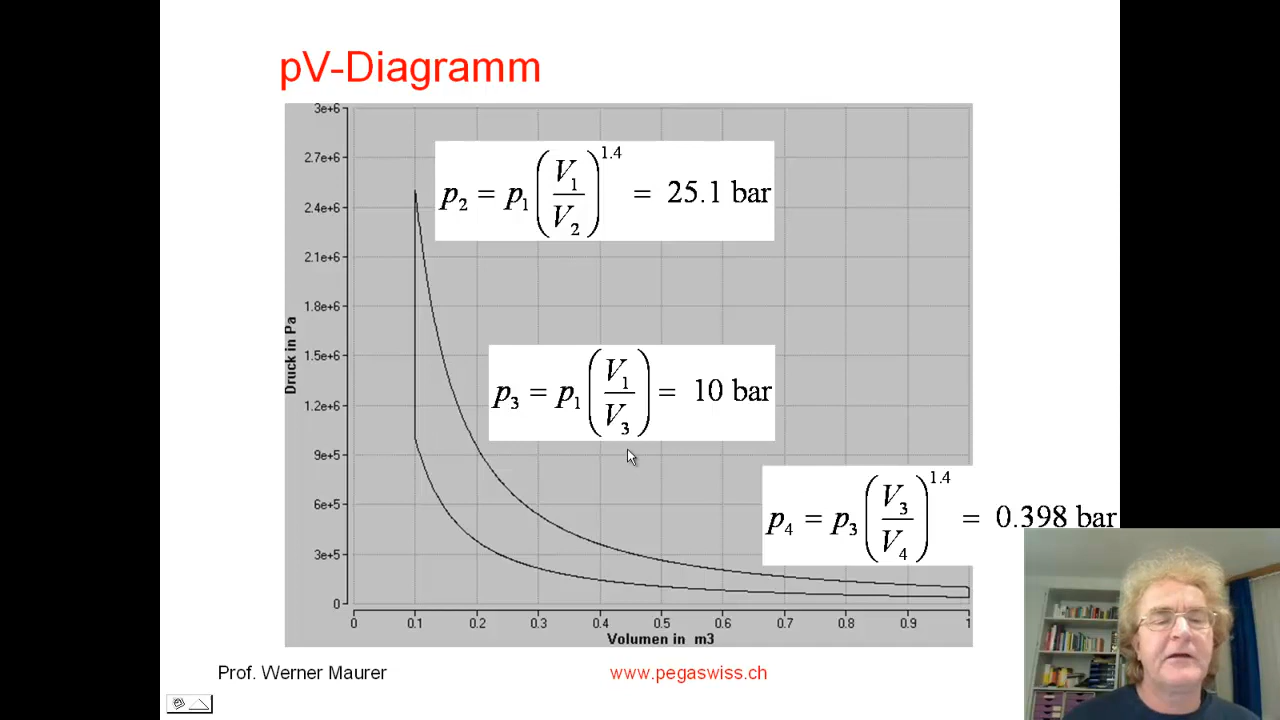 pV-Diagramm
3e+6
2.7e+6
2.4e+6
2.1e+6
1.8e+6
1.5e+6
1.2e+6
9e+5
6e+5
3e+5
0
Druck in Pa
p₂ = p₁ (V₁/V₂)^1.4 = 25.1 bar
p₃ = p₁ (V₁/V₃) = 10 bar
p₄ = p₃ (V₃/V₄)^1.4 = 0.398 bar
0 0.1 0.2 0.3 0.4 0.5 0.6 0.7 0.8 0.9 1
Volumen in m3
Prof. Werner Maurer
www.pegaswiss.ch